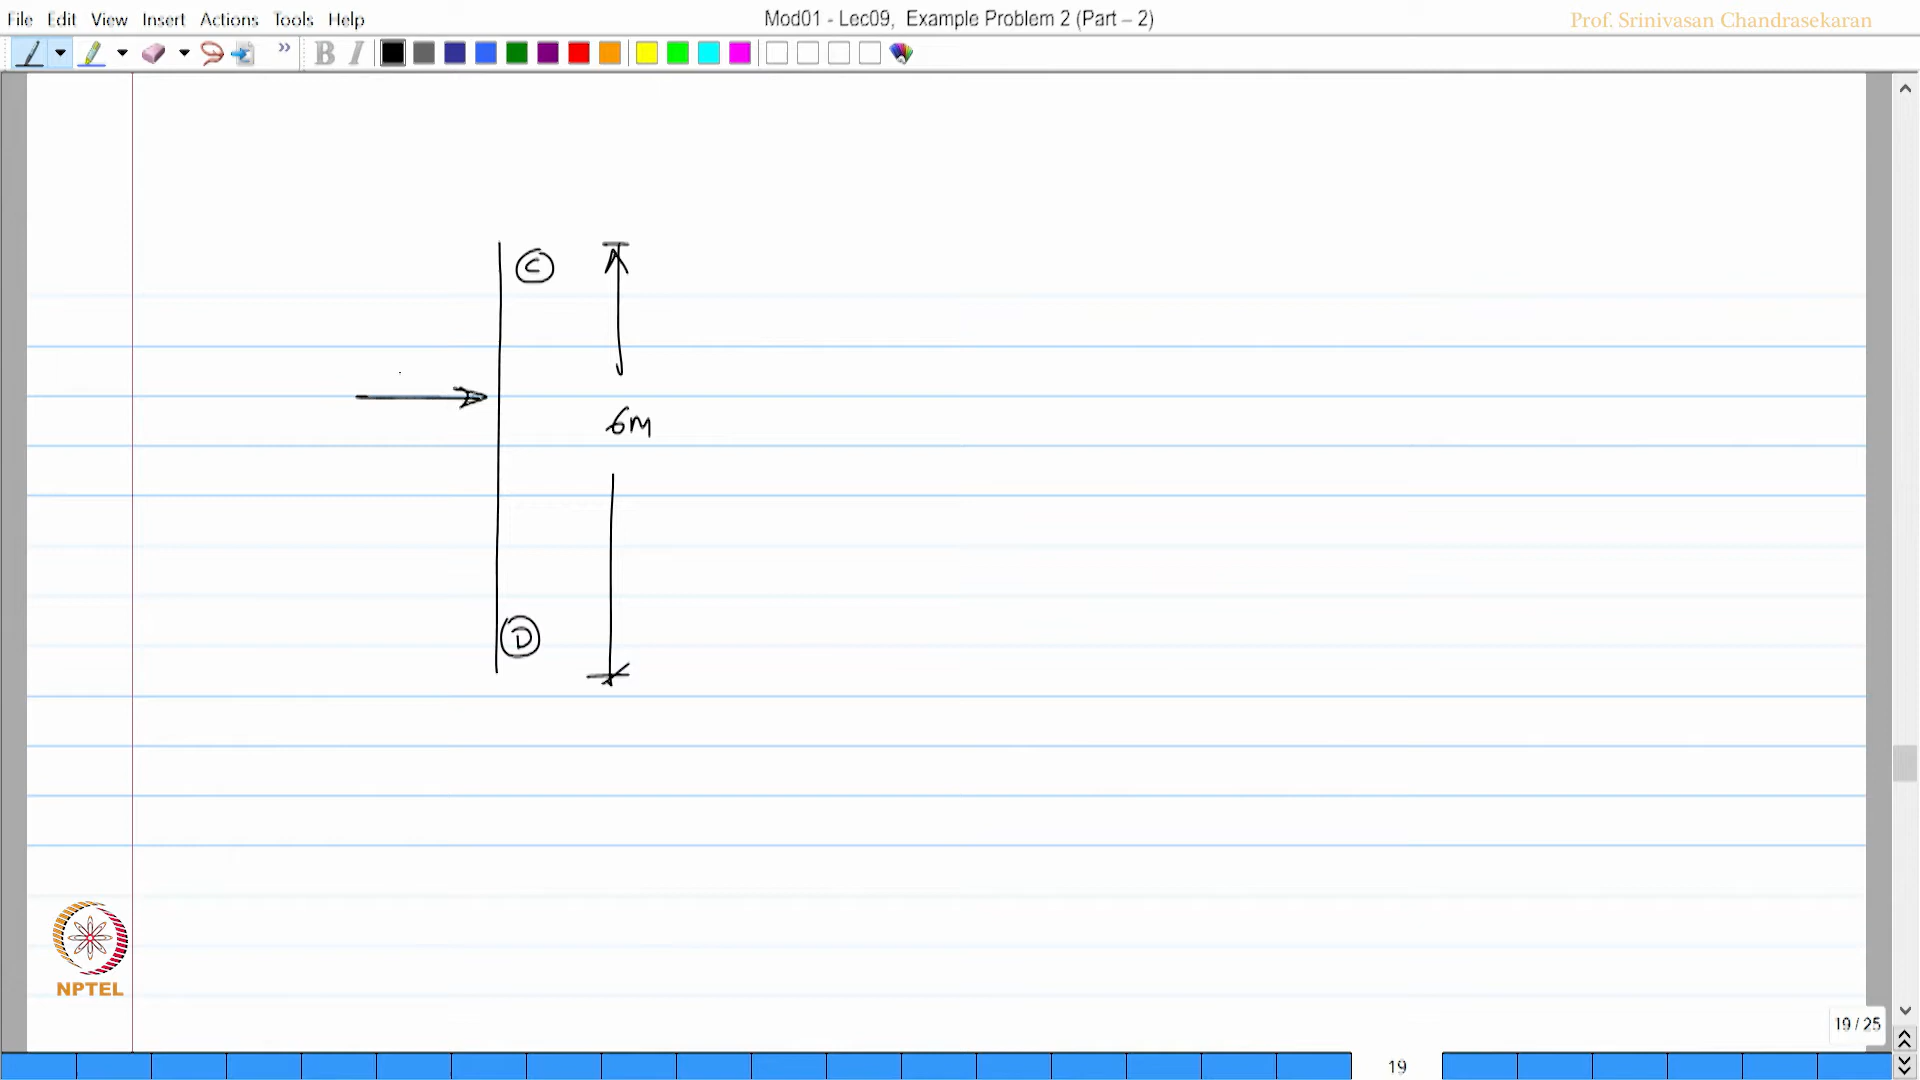 File Edit View Insert Actions Tools Help
Mod01 - Lec09, Example Problem 2 (Part – 2)
Prof. Srinivasan Chandrasekaran
B I
C
6m
D
NPTEL
19 / 25
19